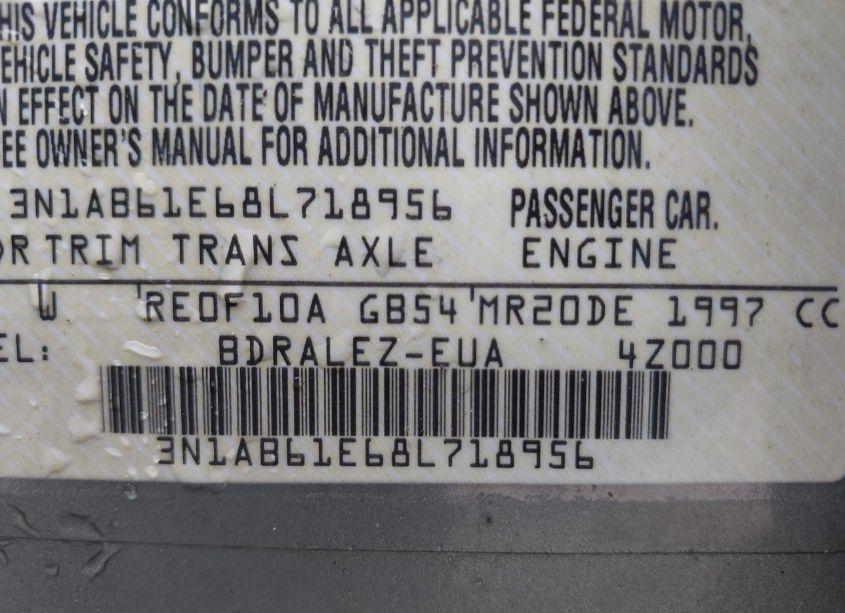 HIS VEHICLE CONFORMS TO ALL APPLICABLE FEDERAL MOTOR,
EHICLE SAFETY, BUMPER AND THEFT PREVENTION STANDARDS
N EFFECT ON THE DATE OF MANUFACTURE SHOWN ABOVE.
EE OWNER'S MANUAL FOR ADDITIONAL INFORMATION.
3N1AB61E68L718956 PASSENGER CAR.
OR TRIM TRANS AXLE ENGINE
W RE0F10A GB54 MR20DE 1997 CC
EL: BDRALEZ-EUA 4Z000
3N1AB61E68L718956